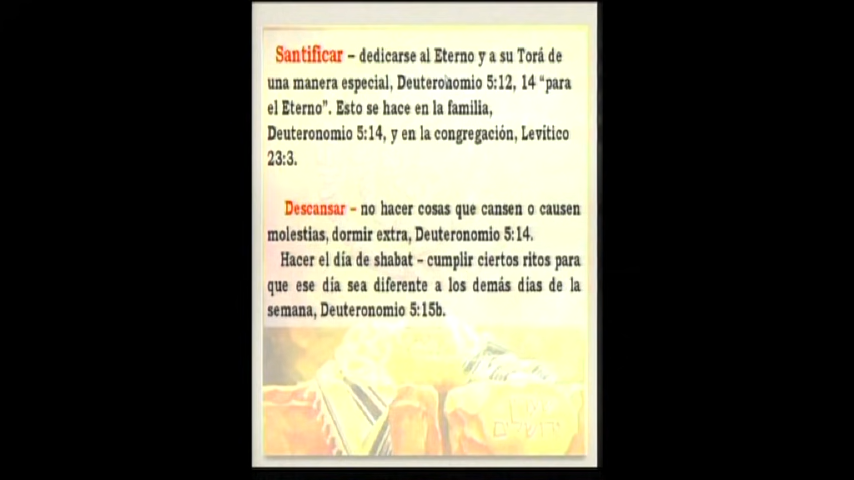 Santificar – dedicarse al Eterno y a su Torá de
una manera especial, Deuteronomio 5:12, 14 “para
el Eterno”. Esto se hace en la familia,
Deuteronomio 5:14, y en la congregación, Levítico
23:3.
Descansar – no hacer cosas que cansen o causen
molestias, dormir extra, Deuteronomio 5:14.
Hacer el día de shabat – cumplir ciertos ritos para
que ese día sea diferente a los demás días de la
semana, Deuteronomio 5:15b.
ירושלים